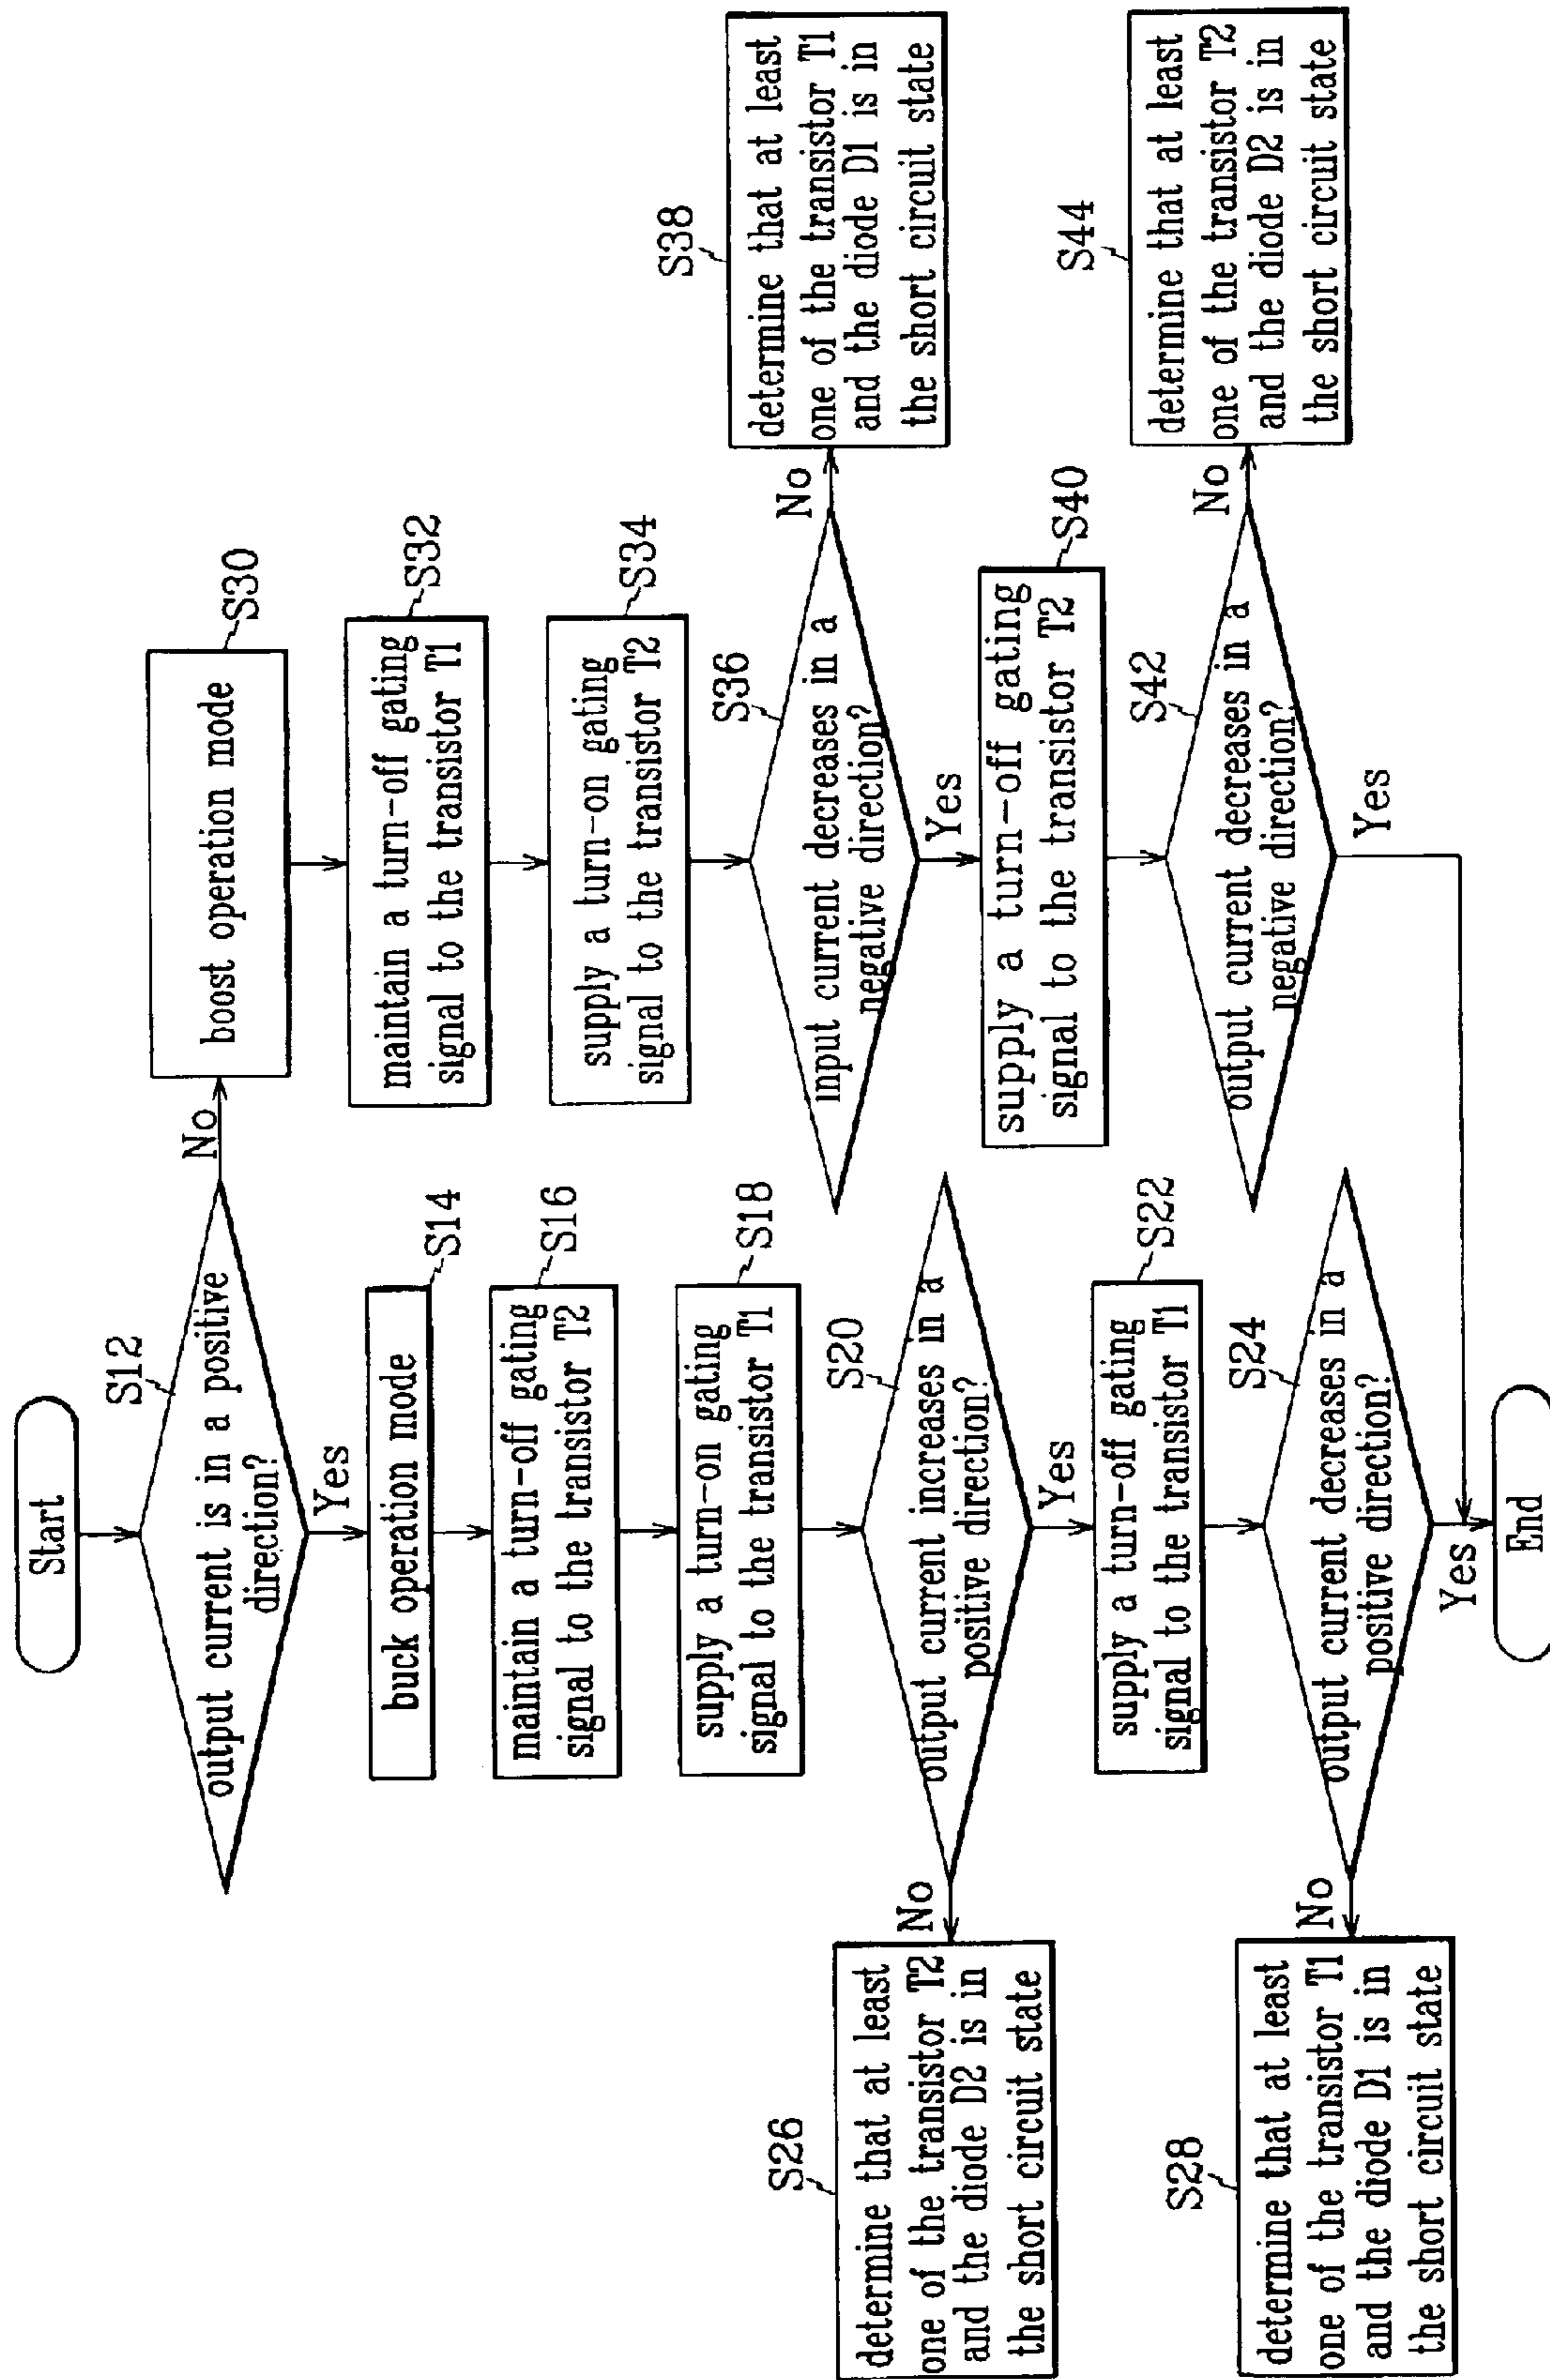 Start
S12
output current is in a positive
direction?
No
Yes
S14
buck operation mode
S16
maintain a turn-off gating
signal to the transistor T2
S18
supply a turn-on gating
signal to the transistor T1
S20
output current increases in a
positive direction?
No
Yes
S26
determine that at least
one of the transistor T2
and the diode D2 is in
the short circuit state
S22
supply a turn-off gating
signal to the transistor T1
S24
output current decreases in a
positive direction?
No
Yes
S28
determine that at least
one of the transistor T1
and the diode D1 is in
the short circuit state
S30
boost operation mode
S32
maintain a turn-off gating
signal to the transistor T1
S34
supply a turn-on gating
signal to the transistor T2
S36
input current decreases in a
negative direction?
No
Yes
S38
determine that at least
one of the transistor T1
and the diode D1 is in
the short circuit state
S40
supply a turn-off gating
signal to the transistor T2
S42
output current decreases in a
negative direction?
No
Yes
S44
determine that at least
one of the transistor T2
and the diode D2 is in
the short circuit state
End